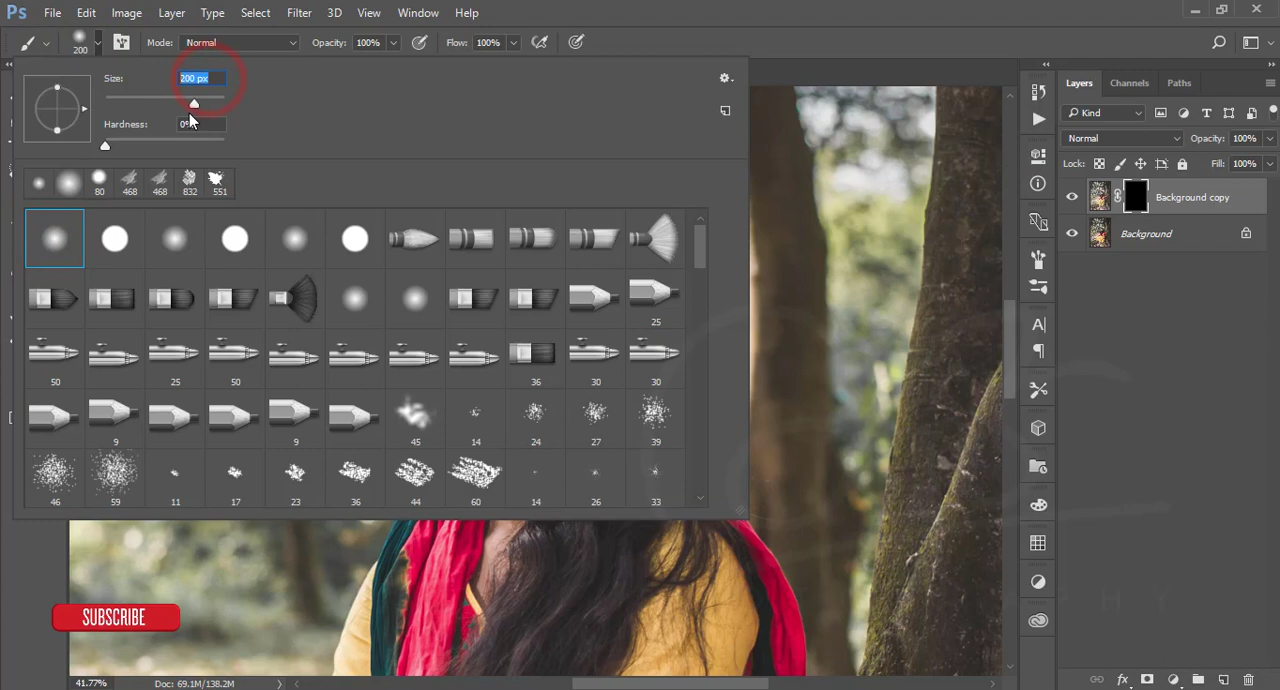 Ps File Edit Image Layer Type Select Filter 3D View Window Help
200 Mode: Normal Opacity: 100% Flow: 100%
Size: 200 px
Hardness: 0%
80 468 468 832 551
25
50 25 50 36 30 30
9 9 45 14 24 27 39
46 59 11 17 23 36 44 60 14 26 33
Layers Channels Paths
Kind
Normal Opacity: 100%
Lock: Fill: 100%
Background copy
Background
SUBSCRIBE
P H Y
41.77% Doc: 69.1M/138.2M